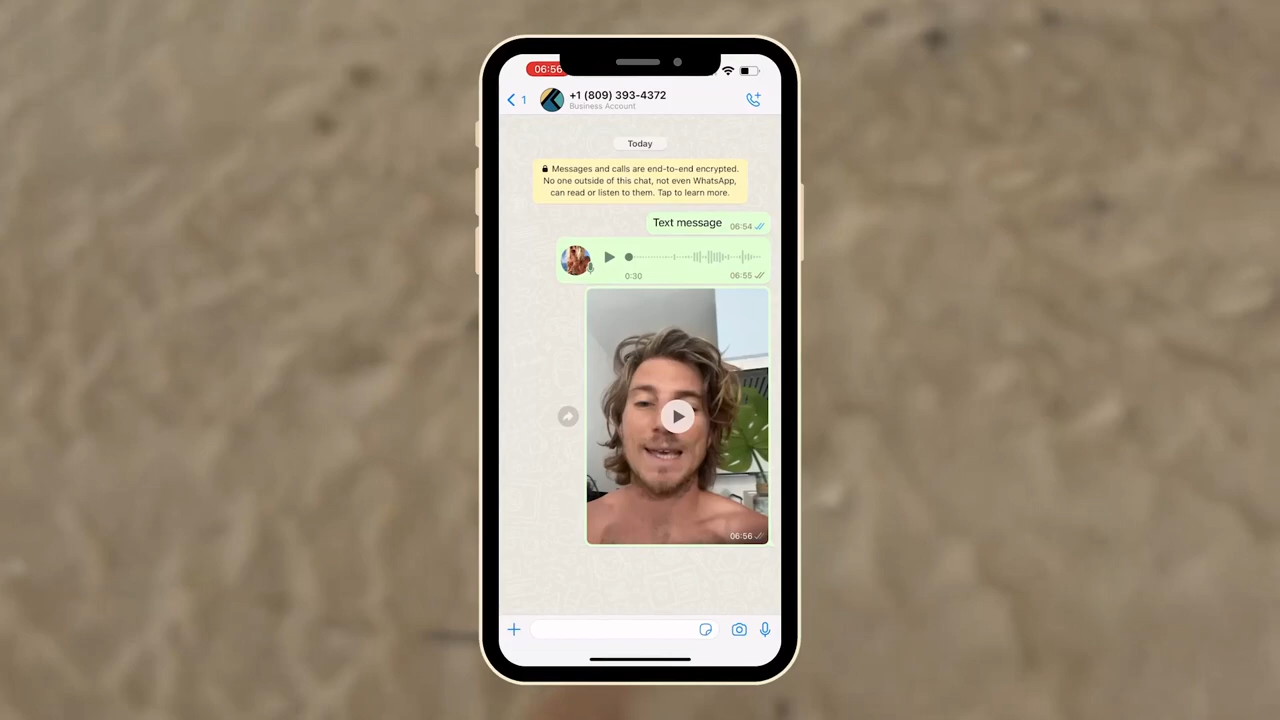 06:56
1
+1 (809) 393-4372
Business Account
Today
Messages and calls are end-to-end encrypted.
No one outside of this chat, not even WhatsApp,
can read or listen to them. Tap to learn more.
Text message 06:54
0:30 06:55
06:56